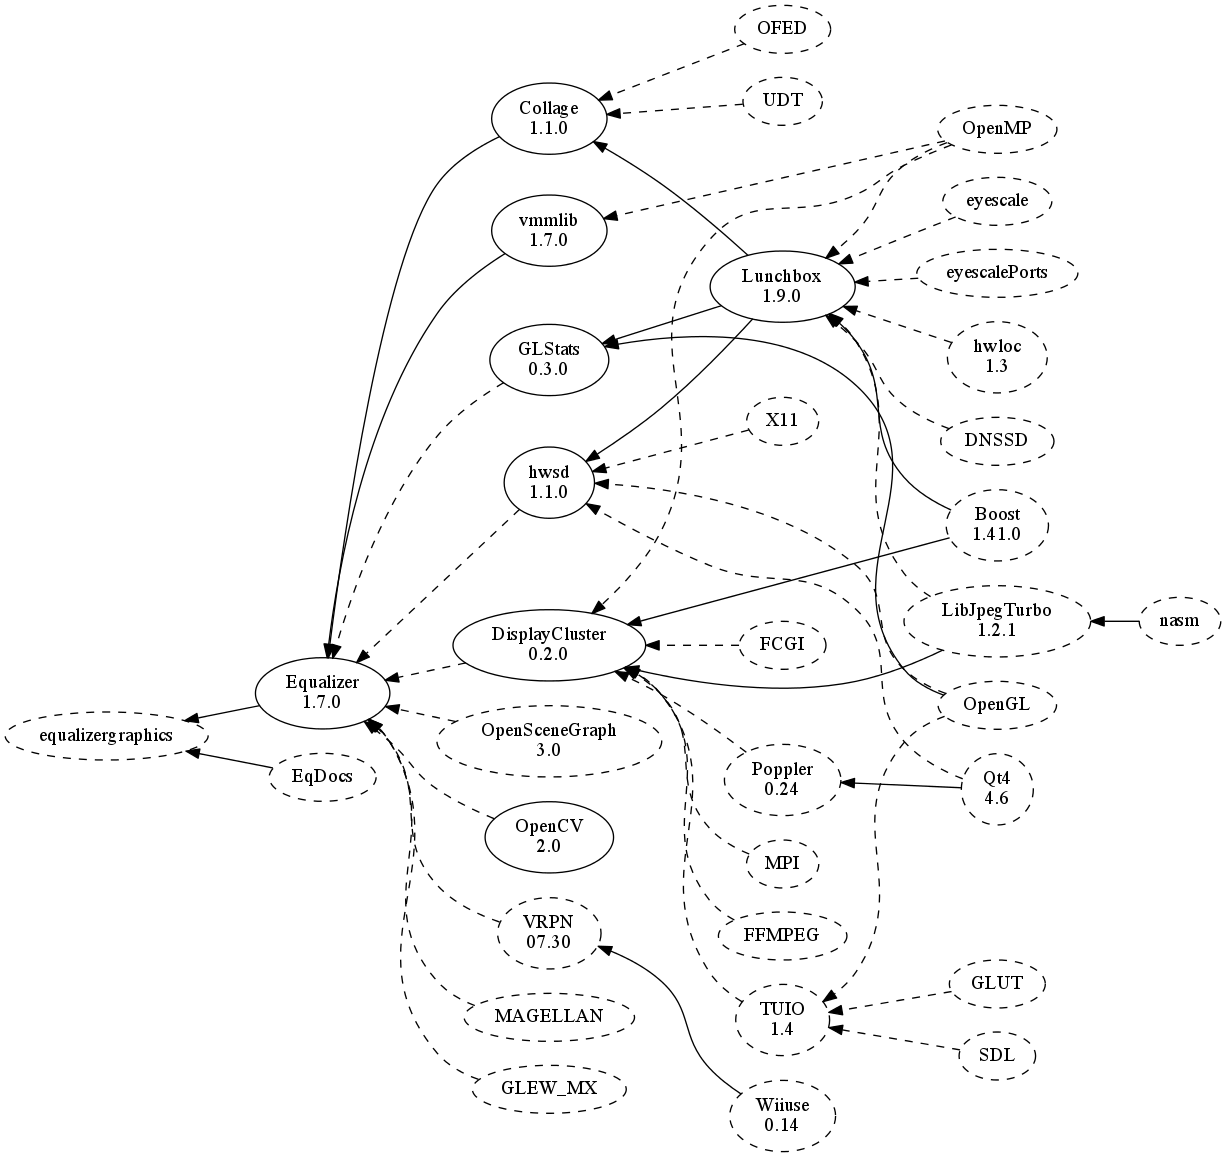 OFED
UDT
Collage
1.1.0
OpenMP
eyescale
vmmlib
1.7.0
Lunchbox
1.9.0
eyescalePorts
GLStats
0.3.0
hwloc
1.3
X11
DNSSD
hwsd
1.1.0
Boost
1.41.0
DisplayCluster
0.2.0
FCGI
LibJpegTurbo
1.2.1
nasm
Equalizer
1.7.0
OpenGL
equalizergraphics
OpenSceneGraph
3.0
EqDocs
Poppler
0.24
Qt4
4.6
OpenCV
2.0
MPI
VRPN
07.30
FFMPEG
GLUT
MAGELLAN
TUIO
1.4
SDL
GLEW_MX
Wiiuse
0.14